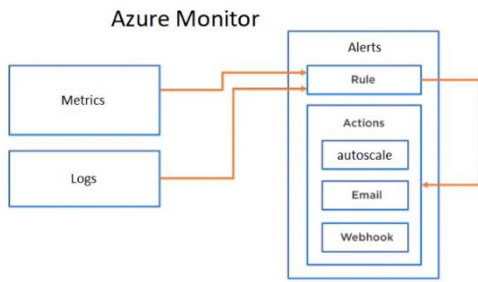 Azure Monitor
Alerts
Rule
Metrics
Actions
autoscale
Logs
Email
Webhook